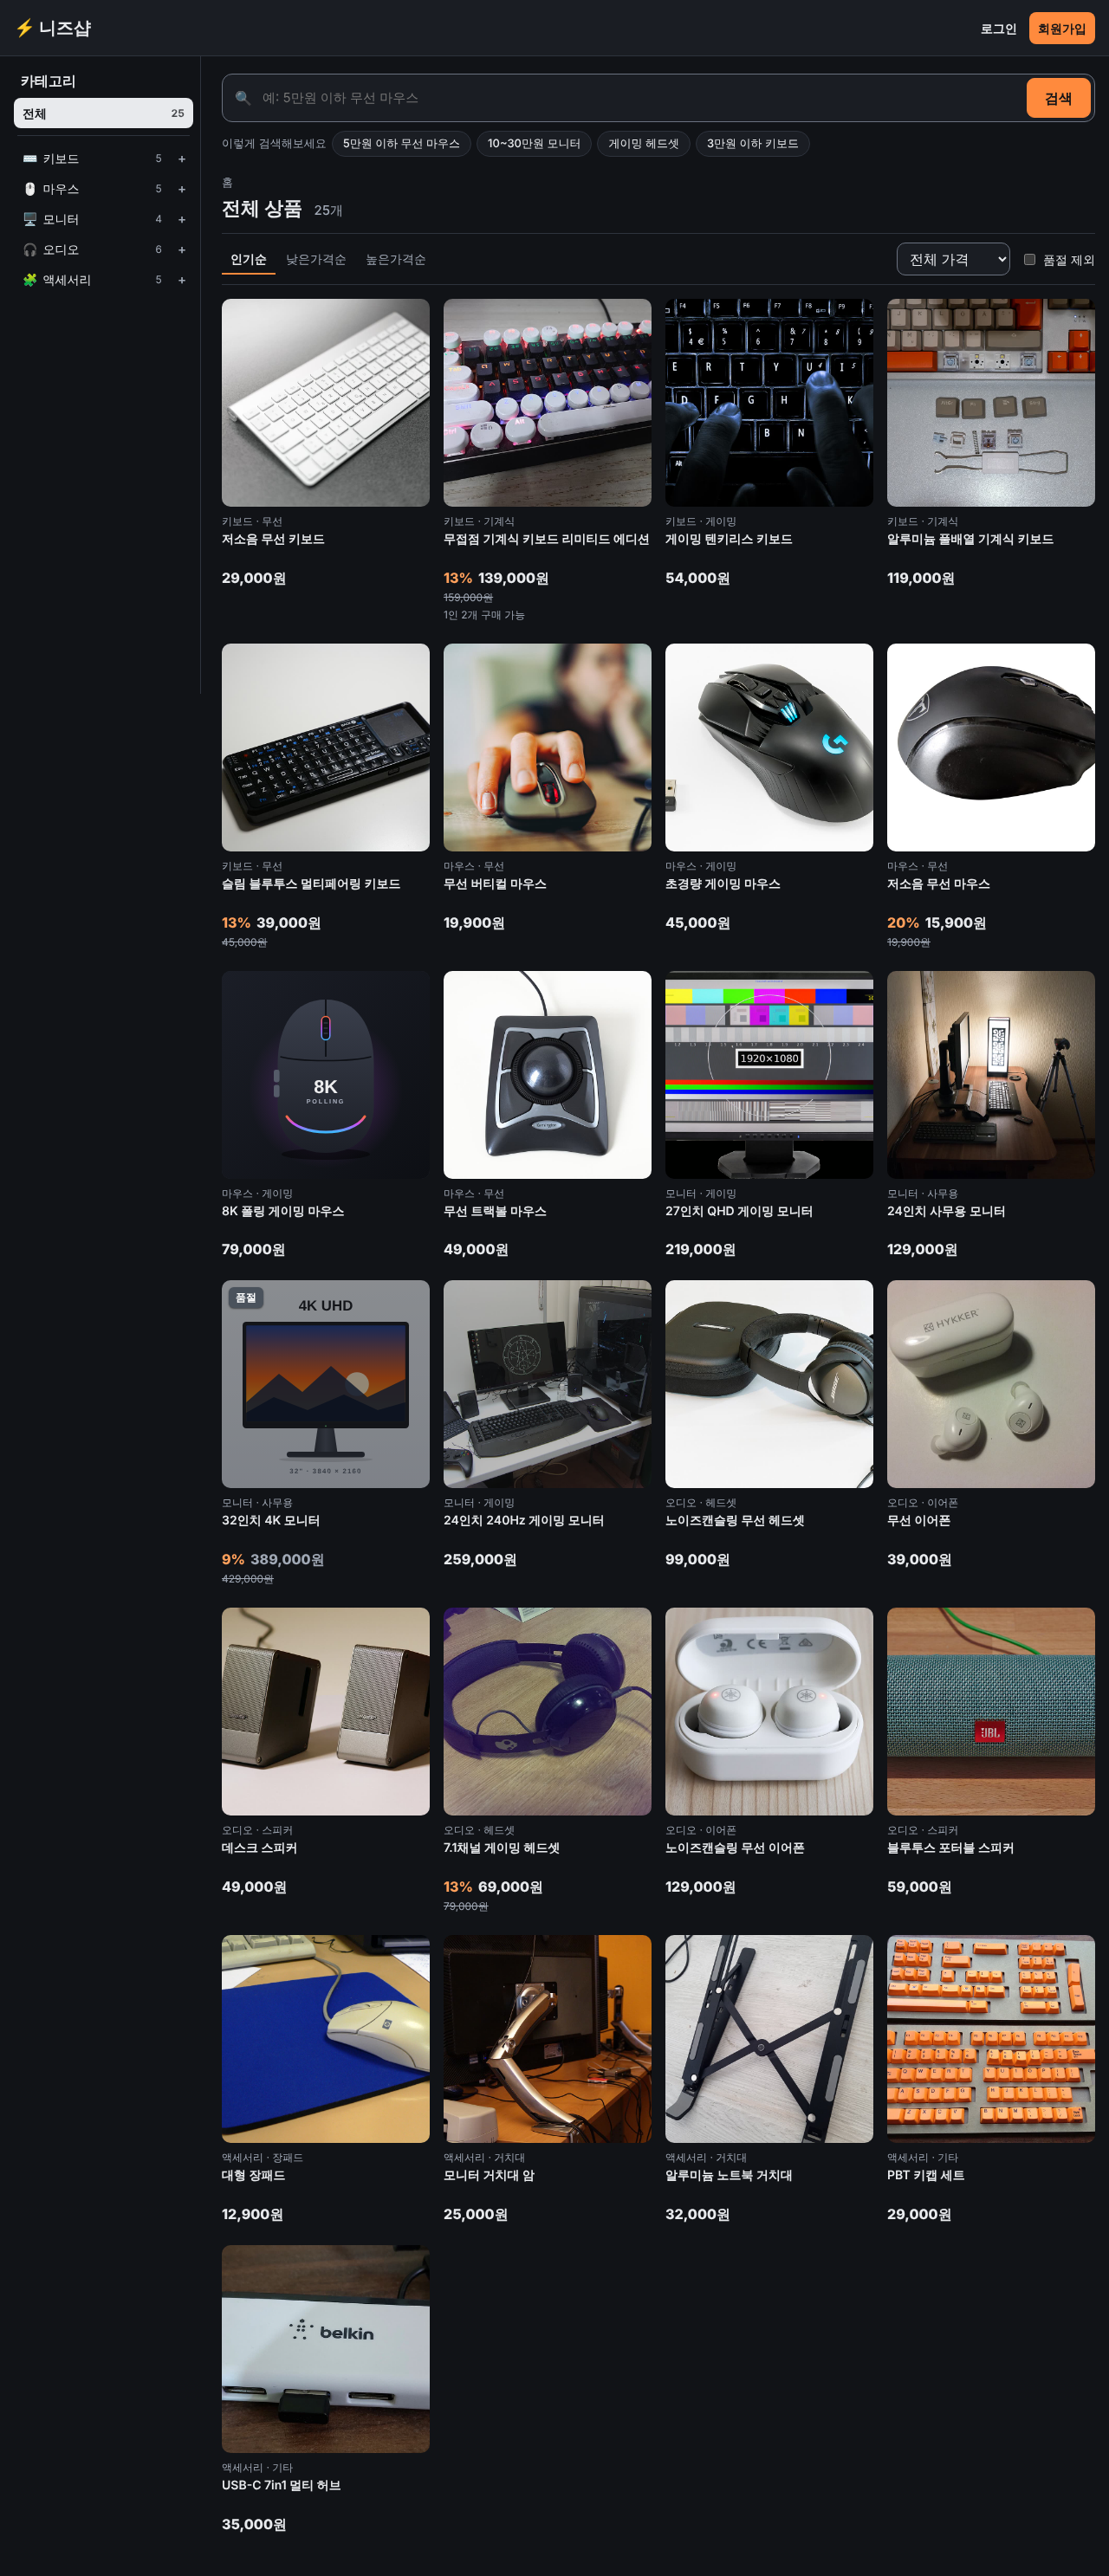 ⚡ 니즈샵
로그인
회원가입
카테고리
전체 25
키보드 5 +
마우스 5 +
모니터 4 +
오디오 6 +
액세서리 5 +
예: 5만원 이하 무선 마우스
검색
이렇게 검색해보세요 5만원 이하 무선 마우스 10~30만원 모니터 게이밍 헤드셋 3만원 이하 키보드
홈
전체 상품 25개
인기순 낮은가격순 높은가격순
전체 가격
품절 제외
키보드 · 무선
저소음 무선 키보드
29,000원
키보드 · 기계식
무접점 기계식 키보드 리미티드 에디션
13% 139,000원
159,000원
1인 2개 구매 가능
키보드 · 게이밍
게이밍 텐키리스 키보드
54,000원
키보드 · 기계식
알루미늄 풀배열 기계식 키보드
119,000원
키보드 · 무선
슬림 블루투스 멀티페어링 키보드
13% 39,000원
45,000원
마우스 · 무선
무선 버티컬 마우스
19,900원
마우스 · 게이밍
초경량 게이밍 마우스
45,000원
마우스 · 무선
저소음 무선 마우스
20% 15,900원
19,900원
8K
POLLING
마우스 · 게이밍
8K 폴링 게이밍 마우스
79,000원
마우스 · 무선
무선 트랙볼 마우스
49,000원
1920×1080
모니터 · 게이밍
27인치 QHD 게이밍 모니터
219,000원
모니터 · 사무용
24인치 사무용 모니터
129,000원
품절
4K UHD
32" · 3840 × 2160
모니터 · 사무용
32인치 4K 모니터
9% 389,000원
429,000원
모니터 · 게이밍
24인치 240Hz 게이밍 모니터
259,000원
BOSE
오디오 · 헤드셋
노이즈캔슬링 무선 헤드셋
99,000원
HYKKER
오디오 · 이어폰
무선 이어폰
39,000원
오디오 · 스피커
데스크 스피커
49,000원
오디오 · 헤드셋
7.1채널 게이밍 헤드셋
13% 69,000원
79,000원
오디오 · 이어폰
노이즈캔슬링 무선 이어폰
129,000원
JBL
오디오 · 스피커
블루투스 포터블 스피커
59,000원
액세서리 · 장패드
대형 장패드
12,900원
액세서리 · 거치대
모니터 거치대 암
25,000원
액세서리 · 거치대
알루미늄 노트북 거치대
32,000원
액세서리 · 기타
PBT 키캡 세트
29,000원
belkin
액세서리 · 기타
USB-C 7in1 멀티 허브
35,000원